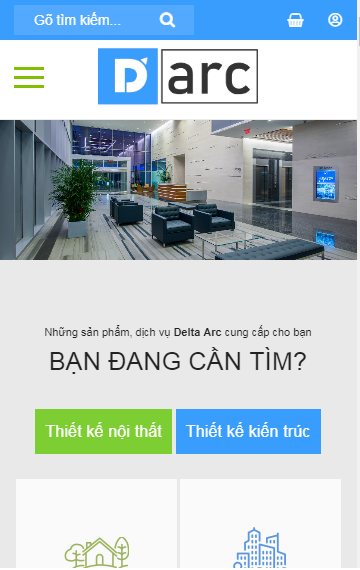 Gõ tìm kiếm...
Darc
Những sản phẩm, dịch vụ Delta Arc cung cấp cho bạn
BẠN ĐANG CẦN TÌM?
Thiết kế nội thất
Thiết kế kiến trúc